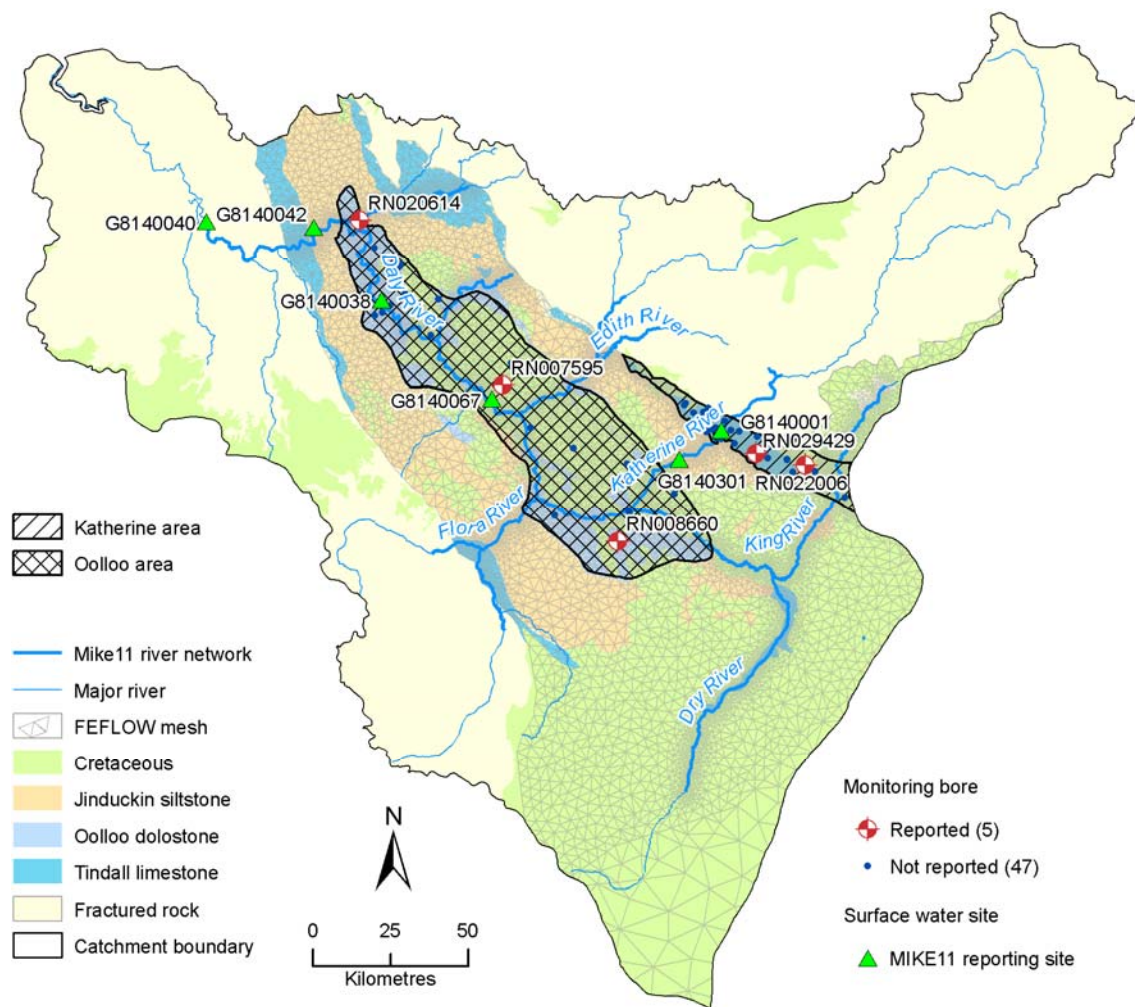 RN020614
G8140042
G8140040
Daly River
G8140038
Edith River
RN007595
G8140067
G8140001
Katherine River
RN029429
G8140301
RN022006
Flora River
King River
RN008660
Dry River
Katherine area
Oolloo area
Mike11 river network
Major river
FEFLOW mesh
Cretaceous
Jinduckin siltstone
Oolloo dolostone
Tindall limestone
Fractured rock
Catchment boundary
N
0 25 50
Kilometres
Monitoring bore
Reported (5)
Not reported (47)
Surface water site
MIKE11 reporting site